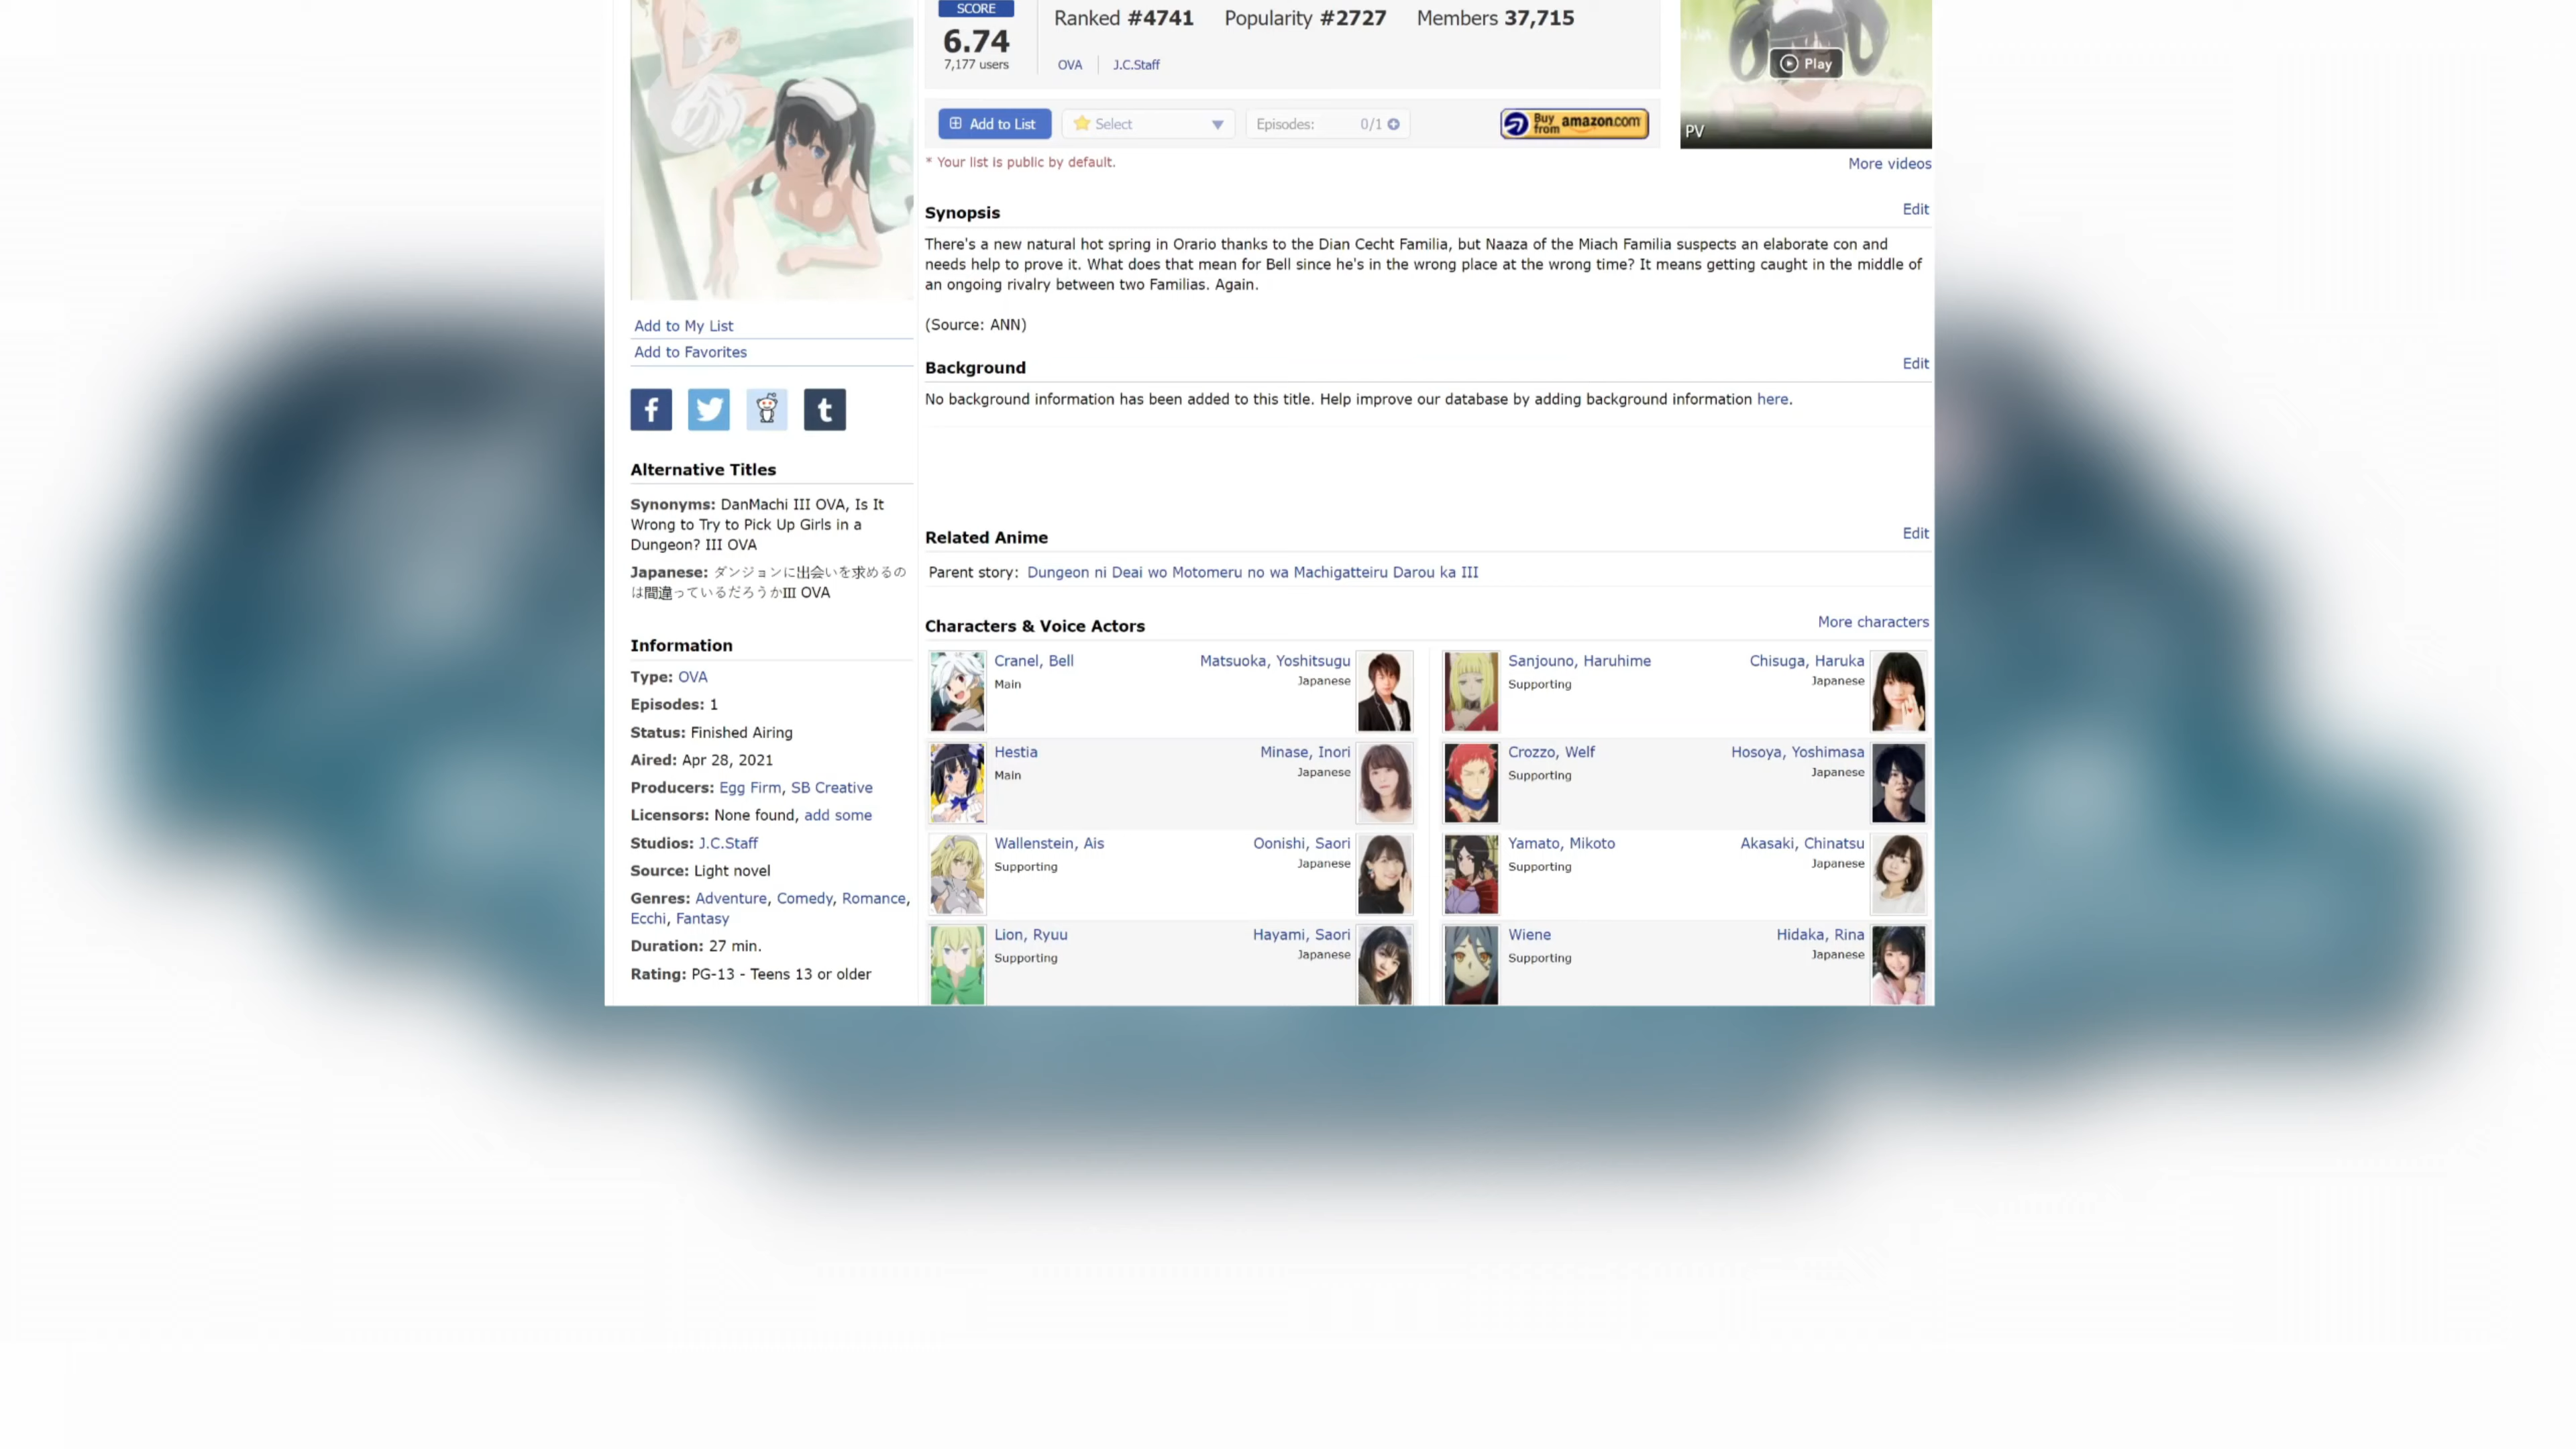 SCORE
6.74
7,177 users
Ranked #4741 Popularity #2727 Members 37,715
OVA J.C.Staff
Add to List Select Episodes: 0/1
Buy from amazon.com
* Your list is public by default.
Play
PV
More videos
Synopsis Edit
There's a new natural hot spring in Orario thanks to the Dian Cecht Familia, but Naaza of the Miach Familia suspects an elaborate con and
needs help to prove it. What does that mean for Bell since he's in the wrong place at the wrong time? It means getting caught in the middle of
an ongoing rivalry between two Familias. Again.
(Source: ANN)
Background Edit
No background information has been added to this title. Help improve our database by adding background information here.
Related Anime Edit
Parent story: Dungeon ni Deai wo Motomeru no wa Machigatteiru Darou ka III
Characters & Voice Actors More characters
Cranel, Bell Matsuoka, Yoshitsugu
Main Japanese
Sanjouno, Haruhime Chisuga, Haruka
Supporting Japanese
Hestia Minase, Inori
Main Japanese
Crozzo, Welf Hosoya, Yoshimasa
Supporting Japanese
Wallenstein, Ais Oonishi, Saori
Supporting Japanese
Yamato, Mikoto Akasaki, Chinatsu
Supporting Japanese
Lion, Ryuu Hayami, Saori
Supporting Japanese
Wiene Hidaka, Rina
Supporting Japanese
Add to My List
Add to Favorites
f t
Alternative Titles
Synonyms: DanMachi III OVA, Is It
Wrong to Try to Pick Up Girls in a
Dungeon? III OVA
Japanese: ダンジョンに出会いを求めるの
は間違っているだろうかIII OVA
Information
Type: OVA
Episodes: 1
Status: Finished Airing
Aired: Apr 28, 2021
Producers: Egg Firm, SB Creative
Licensors: None found, add some
Studios: J.C.Staff
Source: Light novel
Genres: Adventure, Comedy, Romance,
Ecchi, Fantasy
Duration: 27 min.
Rating: PG-13 - Teens 13 or older